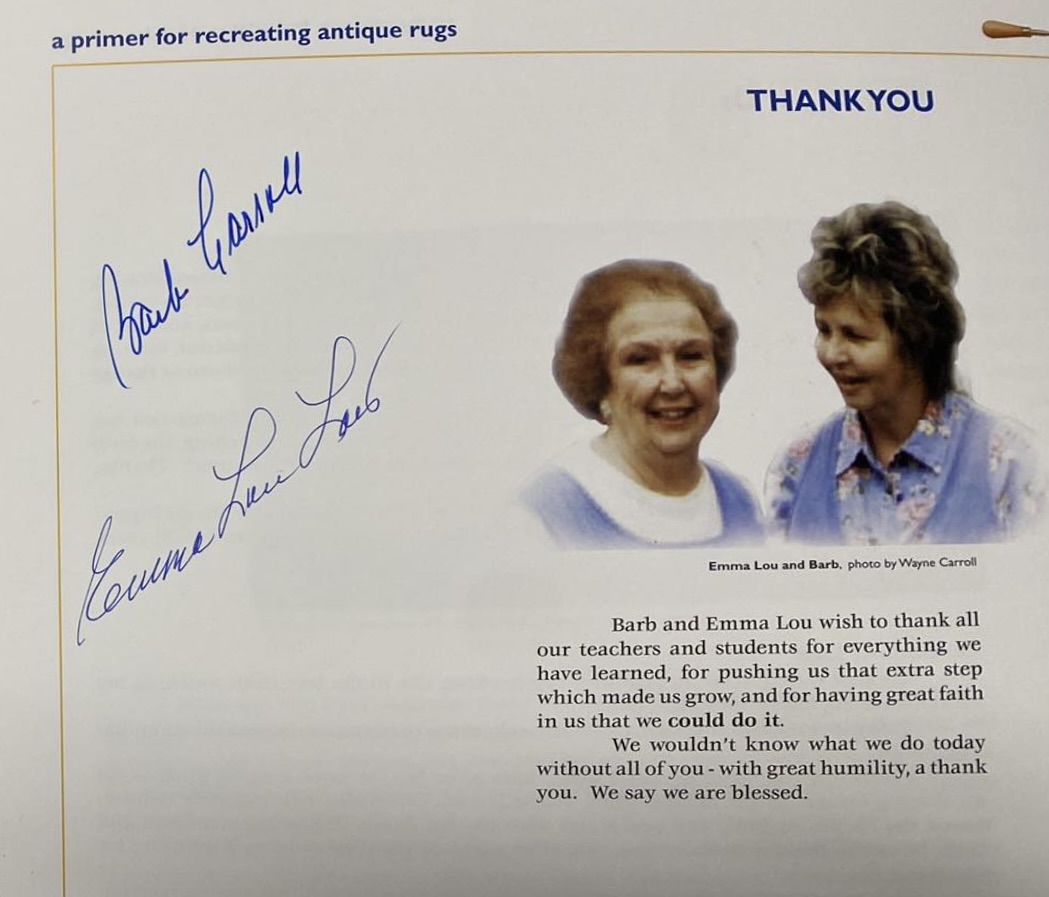 a primer for recreating antique rugs
THANK YOU
Barb Carroll
Emma Lou Lais
Emma Lou and Barb, photo by Wayne Carroll
Barb and Emma Lou wish to thank all
our teachers and students for everything we
have learned, for pushing us that extra step
which made us grow, and for having great faith
in us that we could do it.
We wouldn't know what we do today
without all of you - with great humility, a thank
you. We say we are blessed.